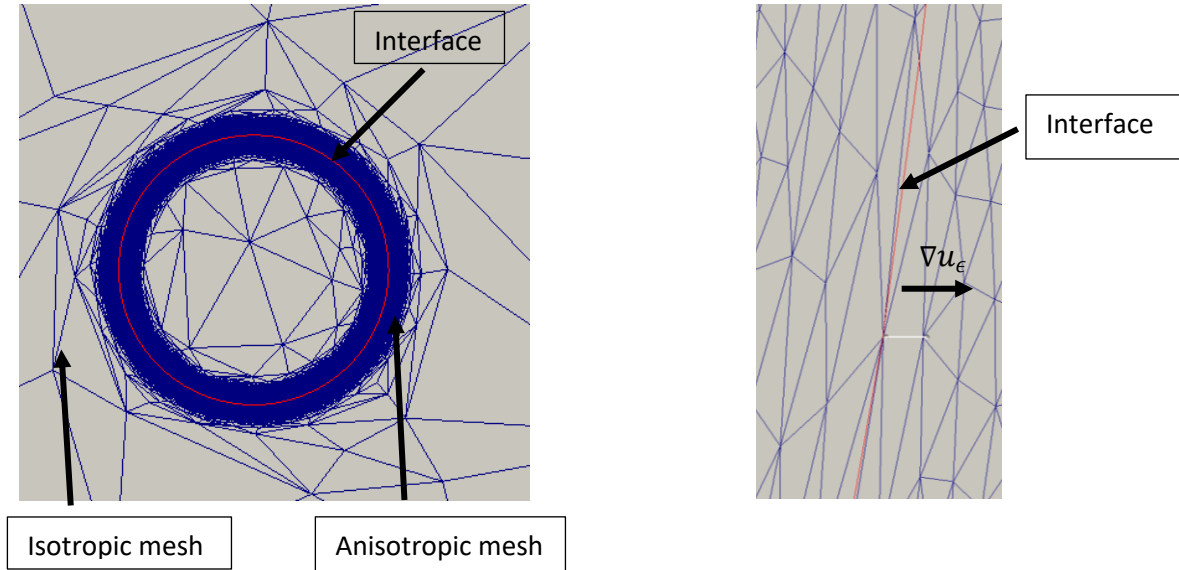 Interface
Interface
∇u_ϵ
Isotropic mesh
Anisotropic mesh